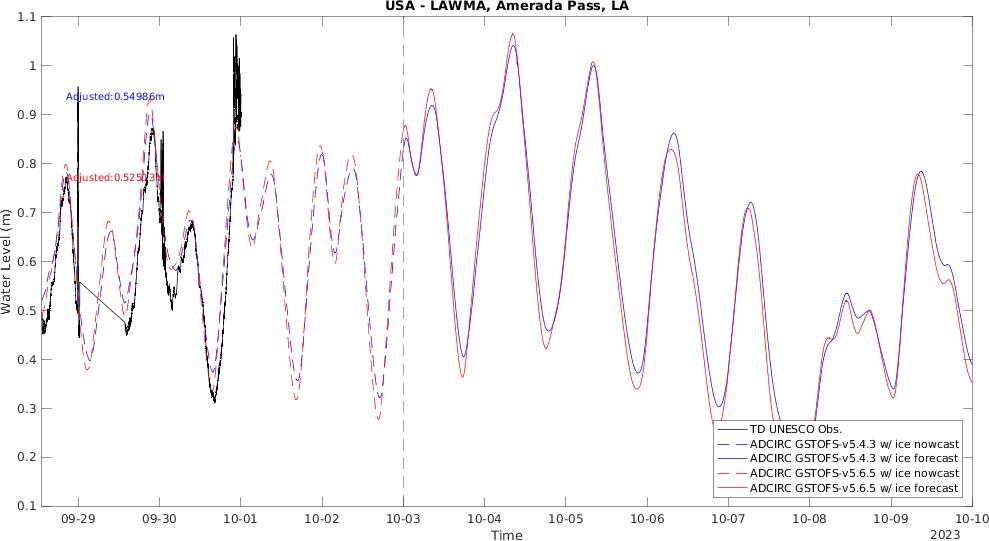 USA - LAWMA, Amerada Pass, LA
1.1
1
0.9
0.8
0.7
0.6
0.5
0.4
0.3
0.2
0.1
Water Level (m)
Adjusted:0.54986m
TD UNESCO Obs.
ADCIRC GSTOFS-v5.4.3 w/ ice nowcast
ADCIRC GSTOFS-v5.4.3 w/ ice forecast
ADCIRC GSTOFS-v5.6.5 w/ ice nowcast
ADCIRC GSTOFS-v5.6.5 w/ ice forecast
09-29 09-30 10-01 10-02 10-03 10-04 10-05 10-06 10-07 10-08 10-09 10-10
Time
2023